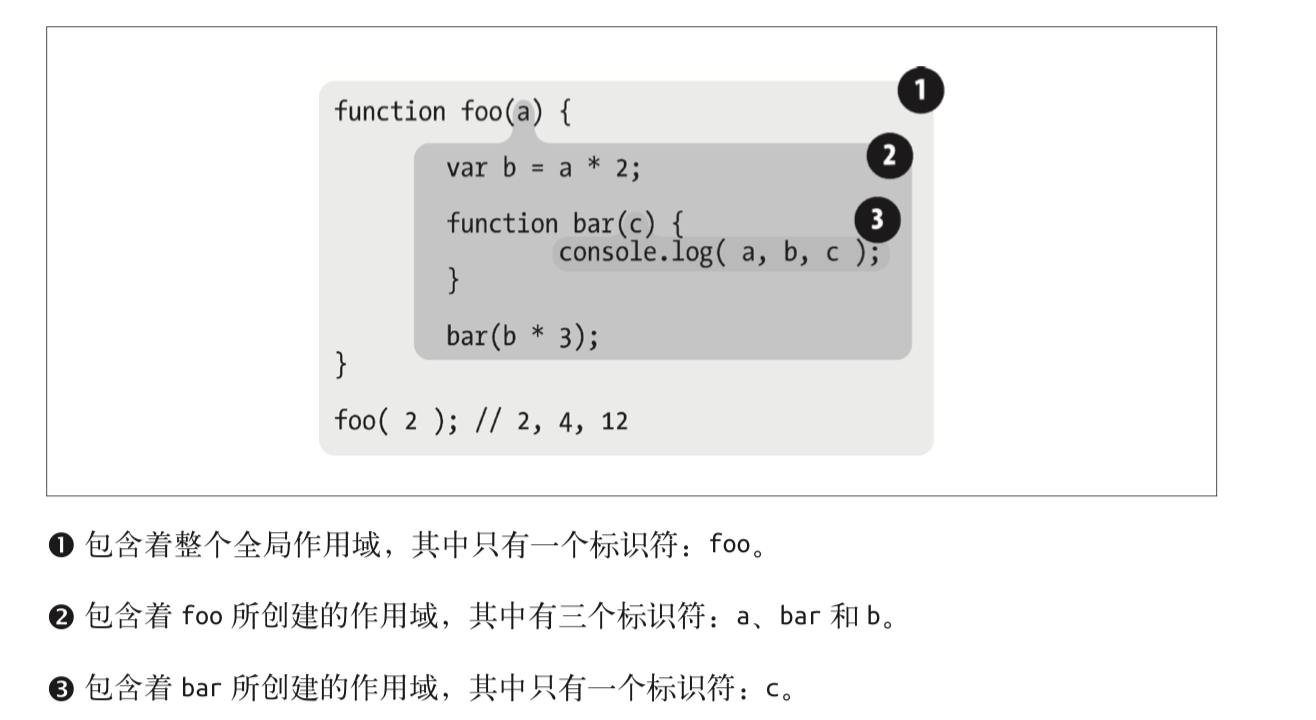 function foo(a) {
var b = a * 2;
function bar(c) {
console.log( a, b, c );
}
bar(b * 3);
}
foo( 2 ); // 2, 4, 12
1
2
3
❶ 包含着整个全局作用域，其中只有一个标识符：foo。
❷ 包含着 foo 所创建的作用域，其中有三个标识符：a、bar 和 b。
❸ 包含着 bar 所创建的作用域，其中只有一个标识符：c。